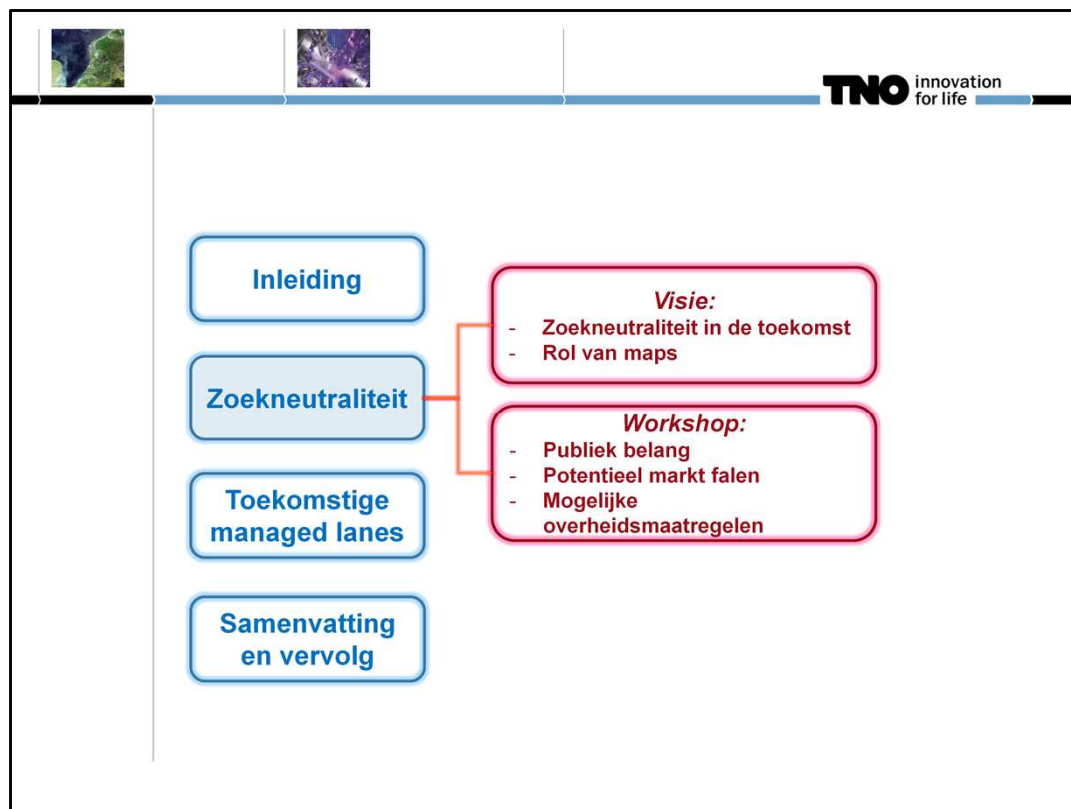 TNO innovation
for life
Inleiding
Zoekneutraliteit
Toekomstige
managed lanes
Samenvatting
en vervolg
Visie:
- Zoekneutraliteit in de toekomst
- Rol van maps
Workshop:
- Publiek belang
- Potentieel markt falen
- Mogelijke
overheidsmaatregelen